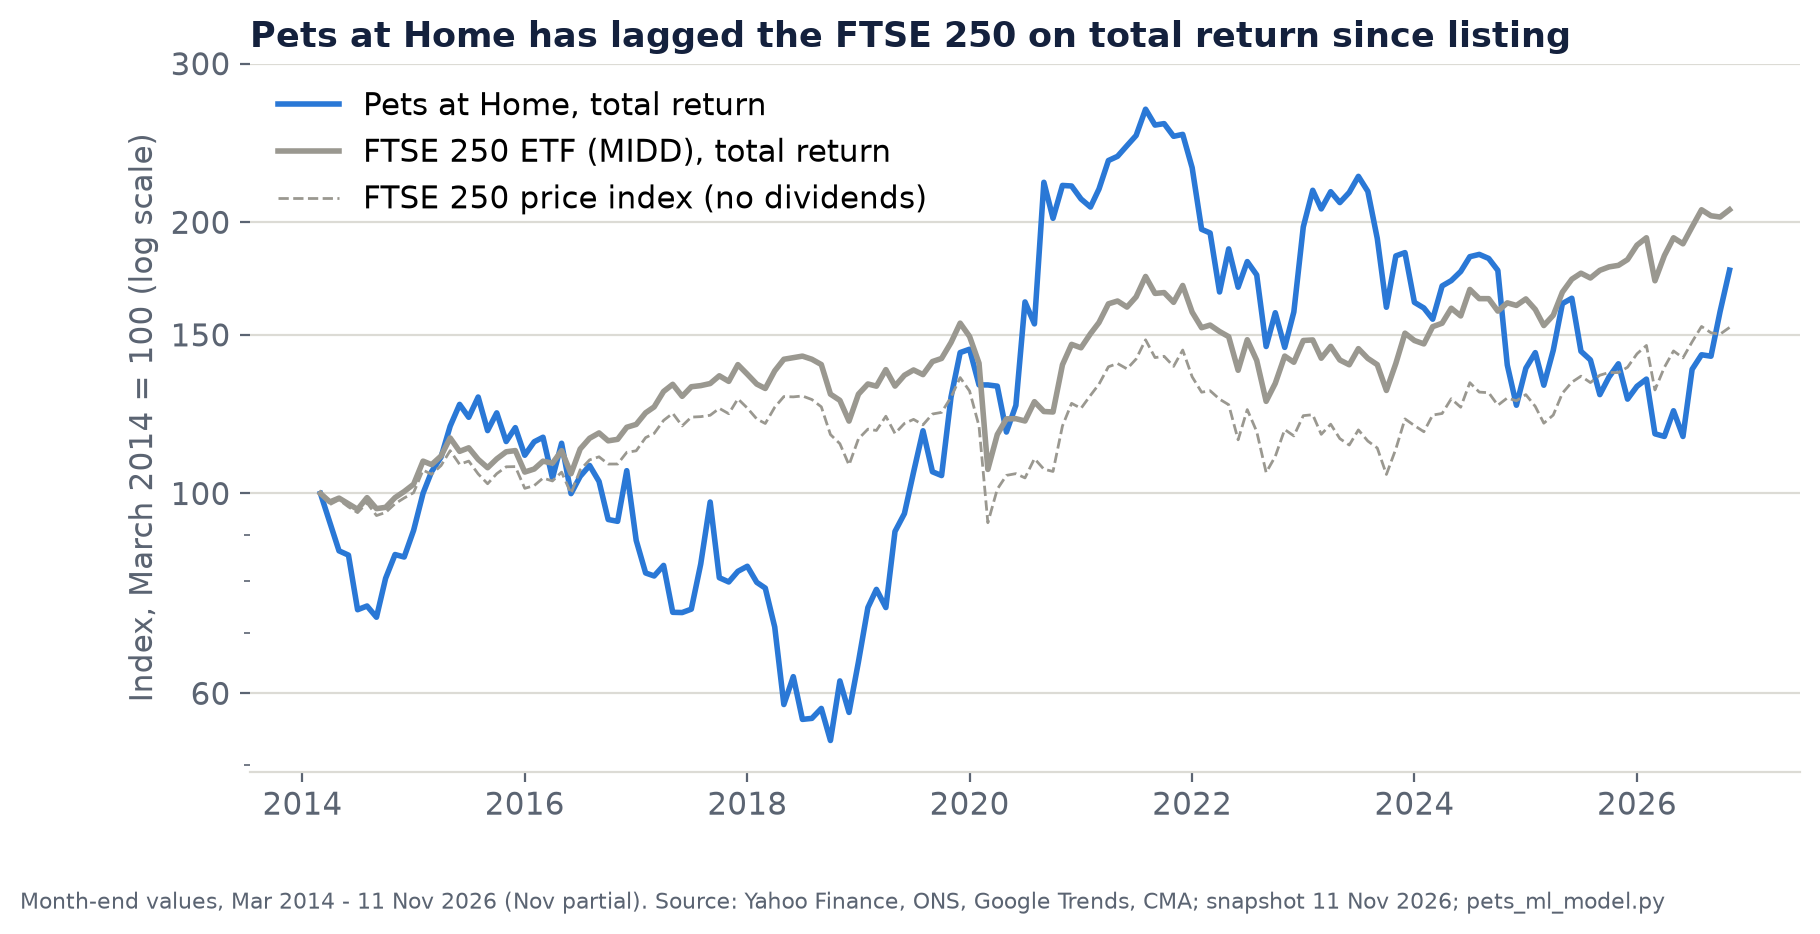 Pets at Home has lagged the FTSE 250 on total return since listing
Pets at Home, total return
FTSE 250 ETF (MIDD), total return
FTSE 250 price index (no dividends)
Index, March 2014 = 100 (log scale)
300
200
150
100
60
2014 2016 2018 2020 2022 2024 2026
Month-end values, Mar 2014 - 11 Nov 2026 (Nov partial). Source: Yahoo Finance, ONS, Google Trends, CMA; snapshot 11 Nov 2026; pets_ml_model.py